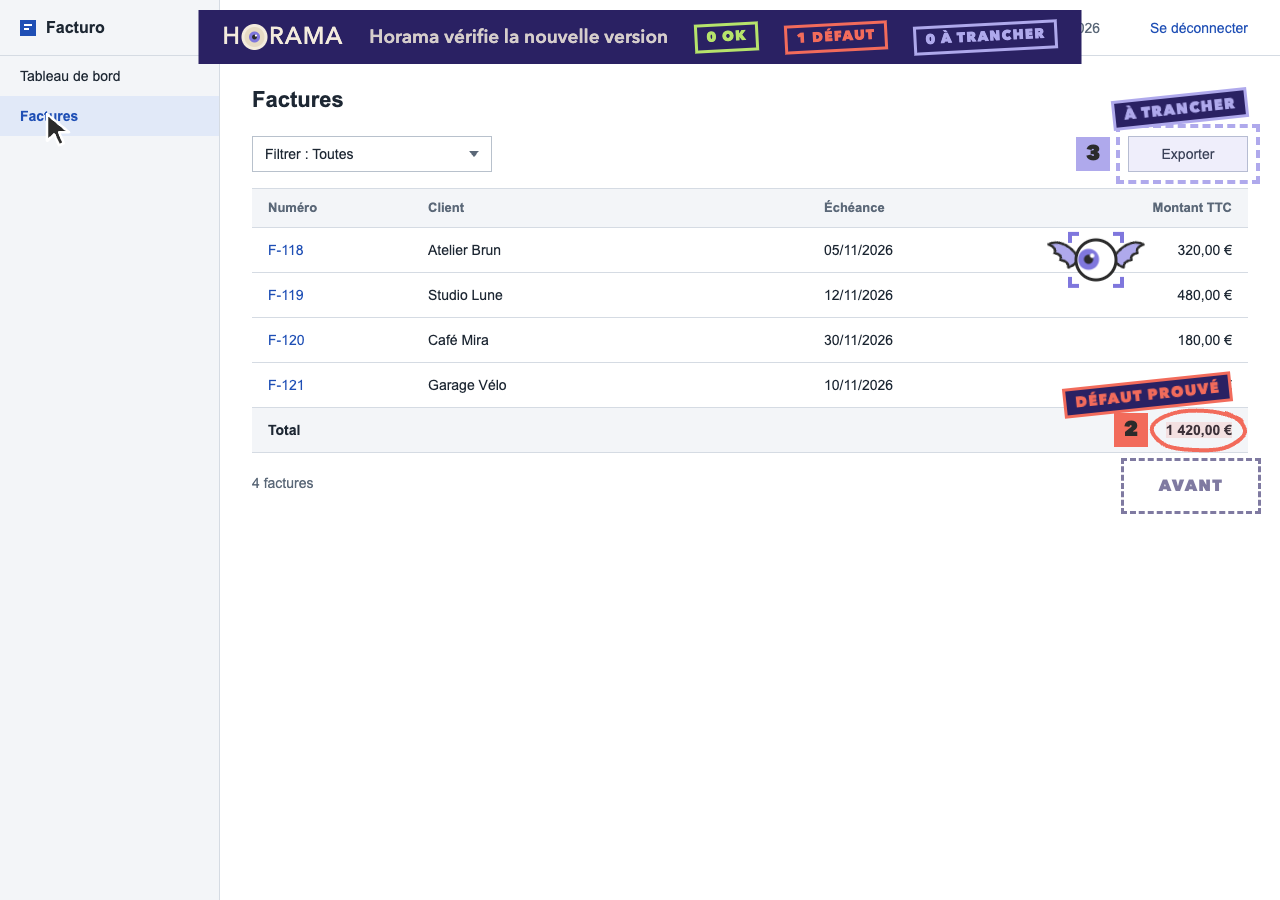 Facturo
HORAMA
Horama vérifie la nouvelle version
0 OK
1 DÉFAUT
0 À TRANCHER
026
Se déconnecter
Tableau de bord
Factures
Factures
À TRANCHER
Filtrer : Toutes
3
Exporter
Numéro Client Échéance Montant TTC
F-118 Atelier Brun 05/11/2026 320,00 €
F-119 Studio Lune 12/11/2026 480,00 €
F-120 Café Mira 30/11/2026 180,00 €
F-121 Garage Vélo 10/11/2026
DÉFAUT PROUVÉ
Total 2 1 420,00 €
4 factures
AVANT